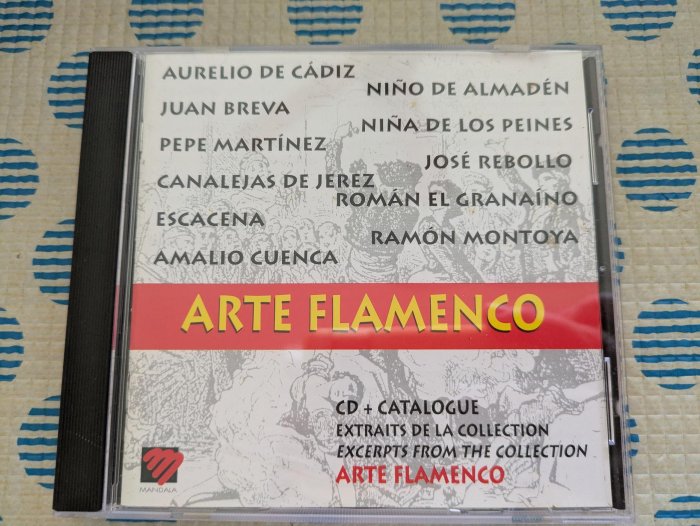 AURELIO DE CÁDIZ
NIÑO DE ALMADÉN
JUAN BREVA
NIÑA DE LOS PEINES
PEPE MARTÍNEZ
JOSÉ REBOLLO
CANALEJAS DE JEREZ
ROMÁN EL GRANAÍNO
ESCACENA
RAMÓN MONTOYA
AMALIO CUENCA
ARTE FLAMENCO
CD + CATALOGUE
EXTRAITS DE LA COLLECTION
EXCERPTS FROM THE COLLECTION
ARTE FLAMENCO
MANDALA